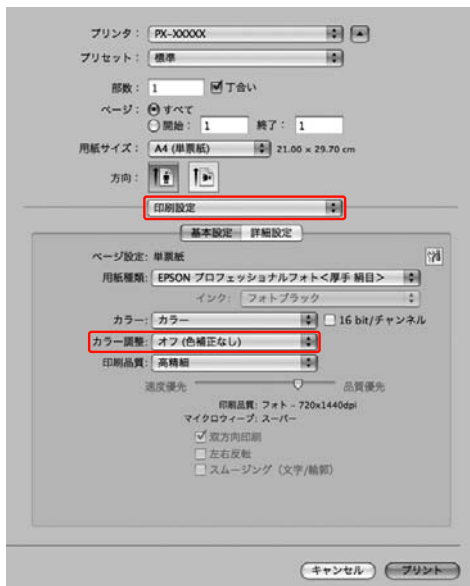 プリンタ： PX-XXXXX
プリセット： 標準
部数： 1 丁合い
ページ： すべて
開始： 1 終了： 1
用紙サイズ： A4 (単票紙) 21.00 x 29.70 cm
方向：
印刷設定
基本設定 詳細設定
ページ設定: 単票紙
用紙種類: EPSON プロフェッショナルフォト<厚手 絹目>
インク: フォトブラック
カラー: カラー 16 bit/チャンネル
カラー調整: オフ (色補正なし)
印刷品質: 高精細
速度優先 品質優先
印刷品質: フォト - 720x1440dpi
マイクロウィーブ: スーパー
双方向印刷
左右反転
スムージング（文字/輪郭）
キャンセル プリント